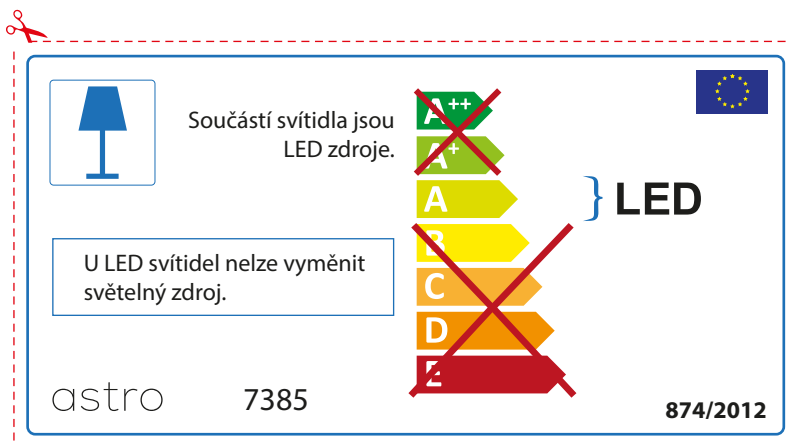 Součástí svítidla jsou
LED zdroje.
A++
A+
A
B
C
D
E
LED
U LED svítidel nelze vyměnit
světelný zdroj.
astro
7385
874/2012